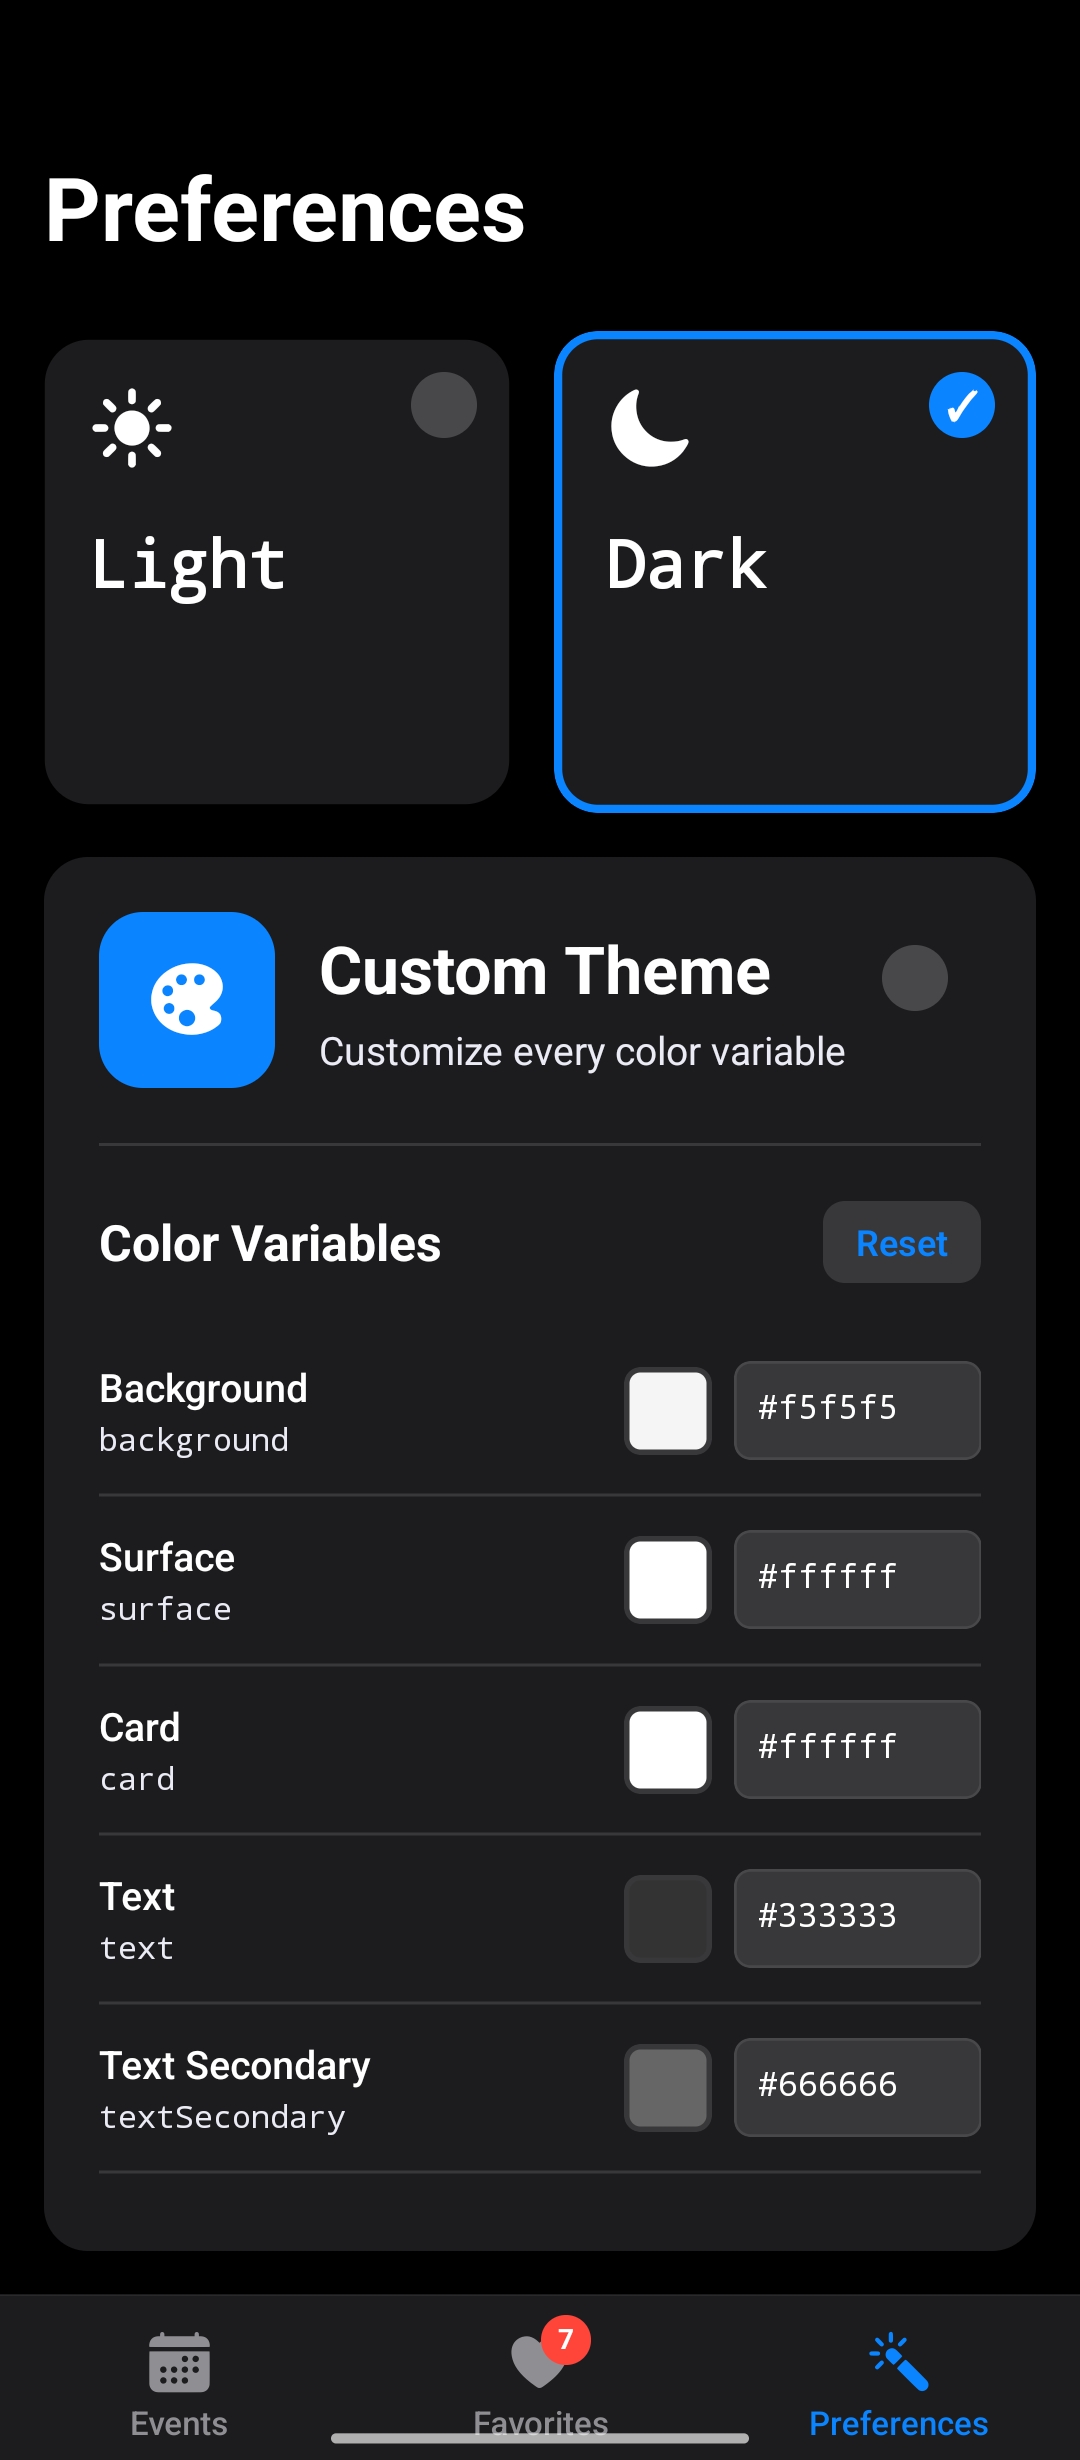 Preferences
Light
Dark
Custom Theme
Customize every color variable
Color Variables
Reset
Background
background
#f5f5f5
Surface
surface
#ffffff
Card
card
#ffffff
Text
text
#333333
Text Secondary
textSecondary
#666666
7
Events
Favorites
Preferences